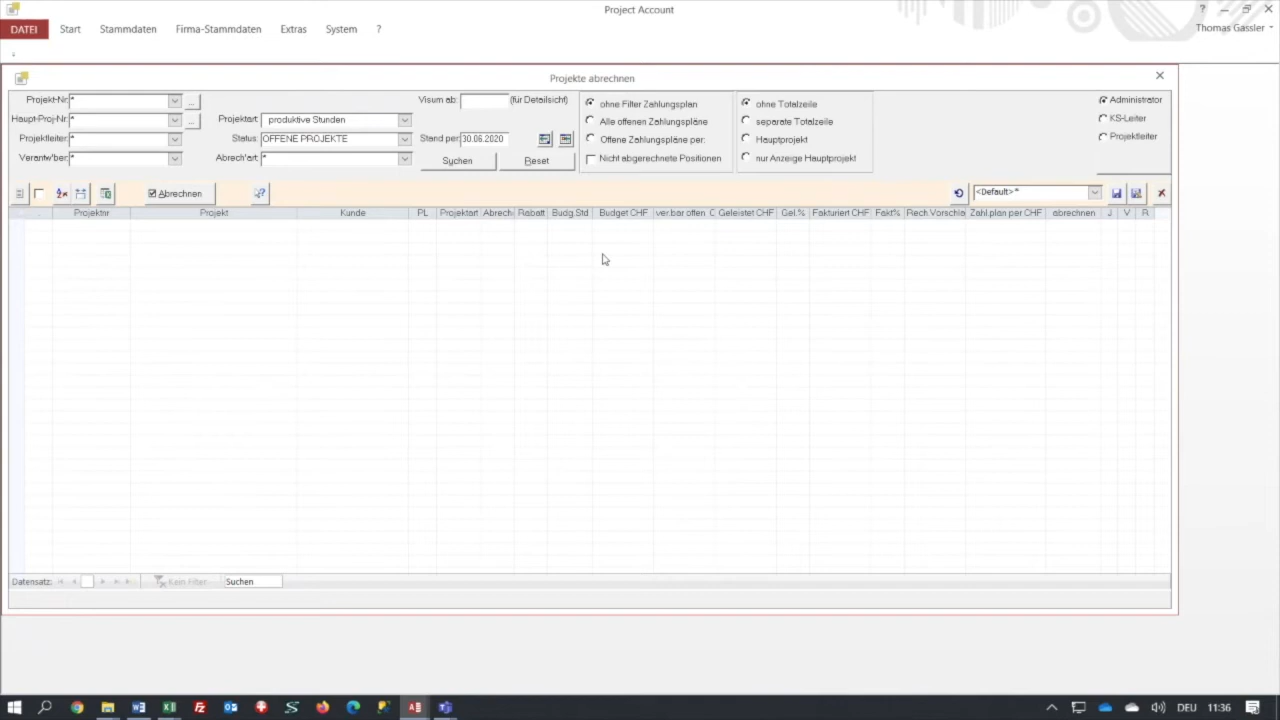 Project Account
?
DATEI Start Stammdaten Firma-Stammdaten Extras System ?
Thomas Gassler
Projekte abrechnen
Projekt-Nr: *
...
Visum ab: (für Detailsicht)
ohne Filter Zahlungsplan
ohne Totalzeile
Administrator
Haupt-Proj-Nr: *
...
Projektart: produktive Stunden
Alle offenen Zahlungspläne
separate Totalzeile
KS-Leiter
Projektleiter: *
Status: OFFENE PROJEKTE
Stand per: 30.06.2020
Offene Zahlungspläne per:
Hauptprojekt
Projektleiter
Verantw'ber: *
Abrech'art: *
Suchen
Reset
Nicht abgerechnete Positionen
nur Anzeige Hauptprojekt
Abrechnen
<Default> *
Projektnr Projekt Kunde PL Projektart Abrech Rabatt Budg.Std Budget CHF ver.bar offen C Geleistet CHF Gel.% Fakturiert CHF Fakt% Rech.Vorschla Zahl.plan per CHF abrechnen J V R
Datensatz: Kein Filter Suchen
DEU 11:36